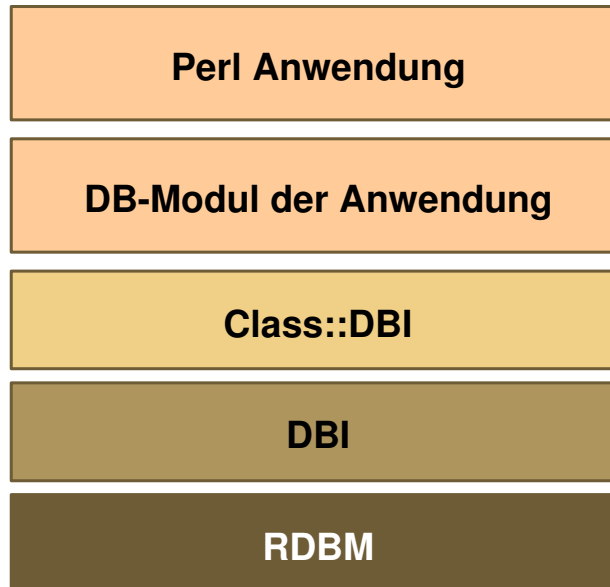 Perl Anwendung
DB-Modul der Anwendung
Class::DBI
DBI
RDBM